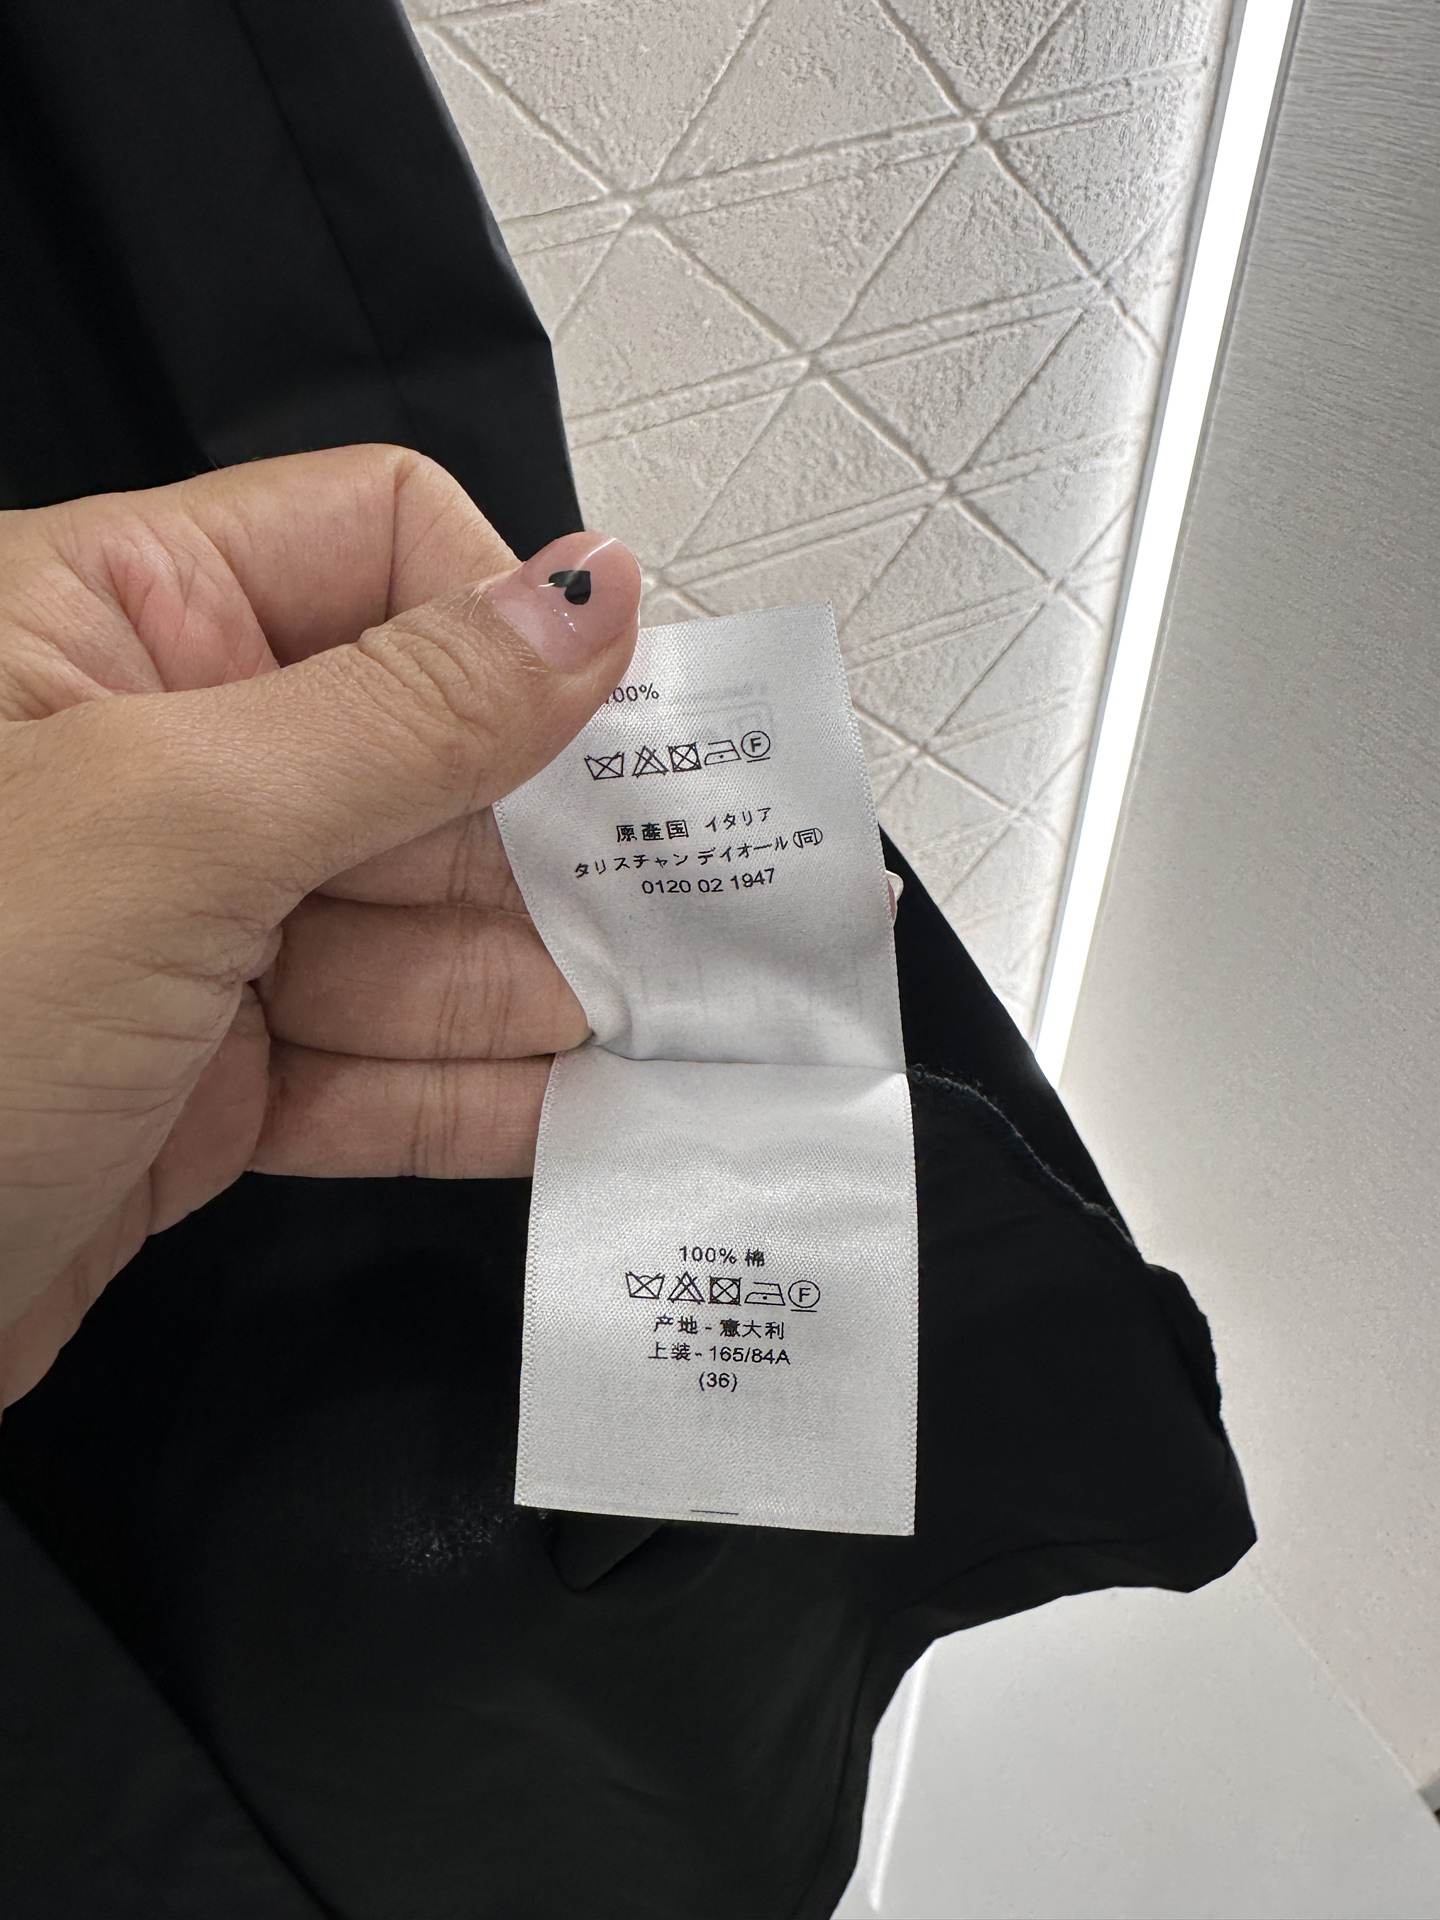 100%
F
原産国 イタリア
タリスチャン デイオール(同)
0120 02 1947
100% 棉
F
产地 - 意大利
上装 - 165/84A
(36)